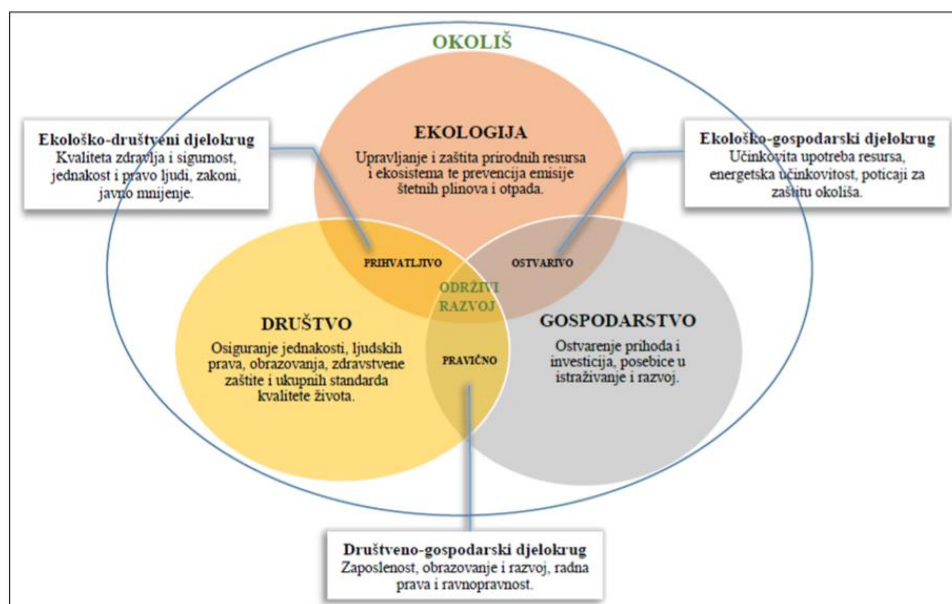 OKOLIŠ
EKOLOGIJA
Upravljanje i zaštita prirodnih resursa
i ekosistema te prevencija emisije
štetnih plinova i otpada.
Ekološko-društveni djelokrug
Kvaliteta zdravlja i sigurnost,
jednakost i pravo ljudi, zakoni,
javno mnijenje.
Ekološko-gospodarski djelokrug
Učinkovita upotreba resursa,
energetska učinkovitost, poticaji za
zaštitu okoliša.
PRIHVATLJIVO
OSTVARIVO
ODRŽIVI
RAZVOJ
DRUŠTVO
Osiguranje jednakosti, ljudskih
prava, obrazovanja, zdravstvene
zaštite i ukupnih standarda
kvalitete života.
PRAVIČNO
GOSPODARSTVO
Ostvarenje prihoda i
investicija, posebice u
istraživanje i razvoj.
Društveno-gospodarski djelokrug
Zaposlenost, obrazovanje i razvoj, radna
prava i ravnopravnost.